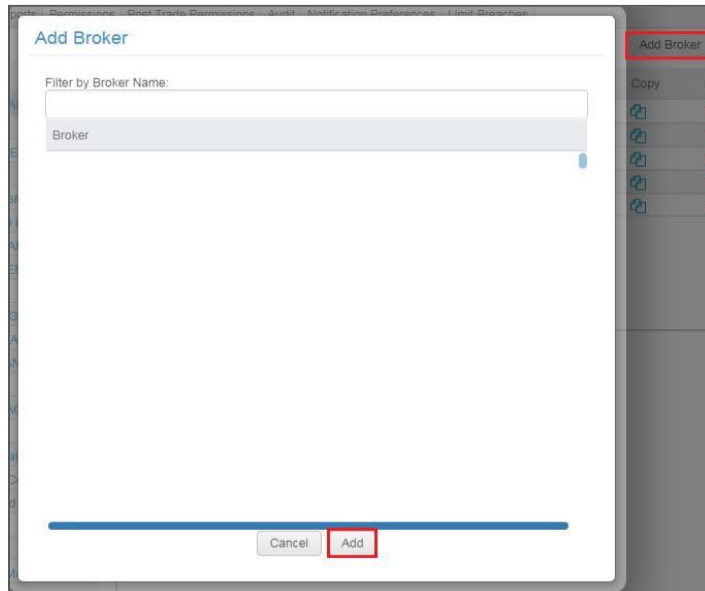 Permissions Post Trade Permissions Audit Notification Preferences Limit Breaches
Add Broker
Add Broker
Filter by Broker Name:
Copy
Broker
Cancel
Add